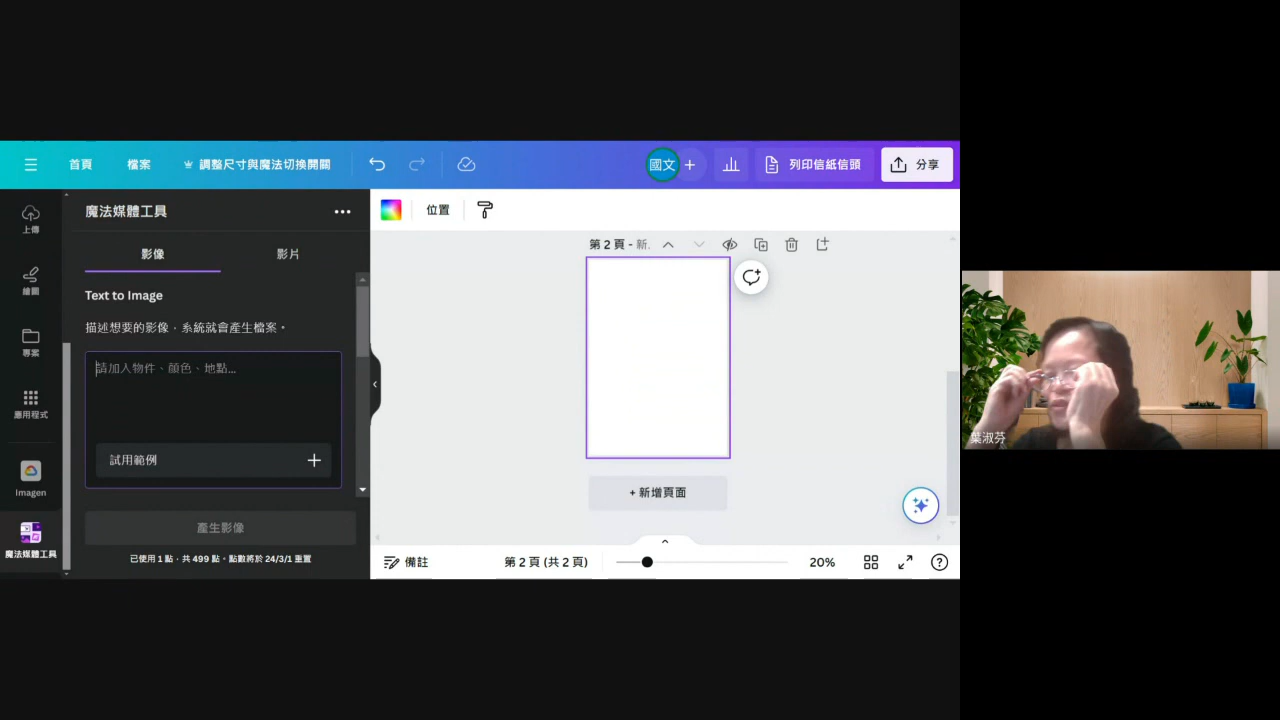 首頁
檔案
調整尺寸與魔法切換開關
國文
+
列印信紙信頭
分享
上傳
繪圖
專案
應用程式
Imagen
魔法媒體工具
魔法媒體工具
影像
影片
Text to Image
描述想要的影像，系統就會產生檔案。
請加入物件、顏色、地點...
試用範例
產生影像
已使用 1 點，共 499 點。點數將於 24/3/1 重置
位置
第 2 頁 - 新.
+ 新增頁面
備註
第 2 頁 (共 2 頁)
20%
葉淑芬